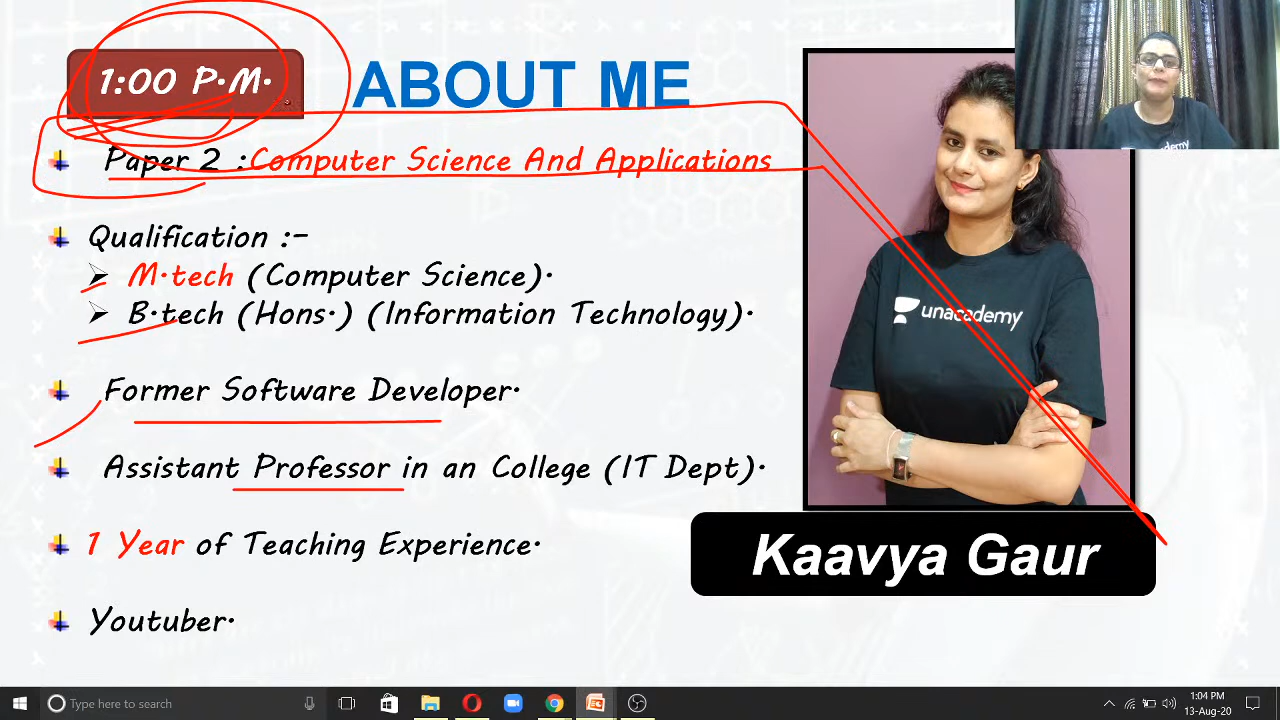 1:00 P.M.
ABOUT ME
Paper 2 :Computer Science And Applications
Qualification :-
M.tech (Computer Science).
B.tech (Hons.) (Information Technology).
Former Software Developer.
Assistant Professor in an College (IT Dept).
1 Year of Teaching Experience.
Youtuber.
unacademy
Kaavya Gaur
Type here to search
1:04 PM
13-Aug-20